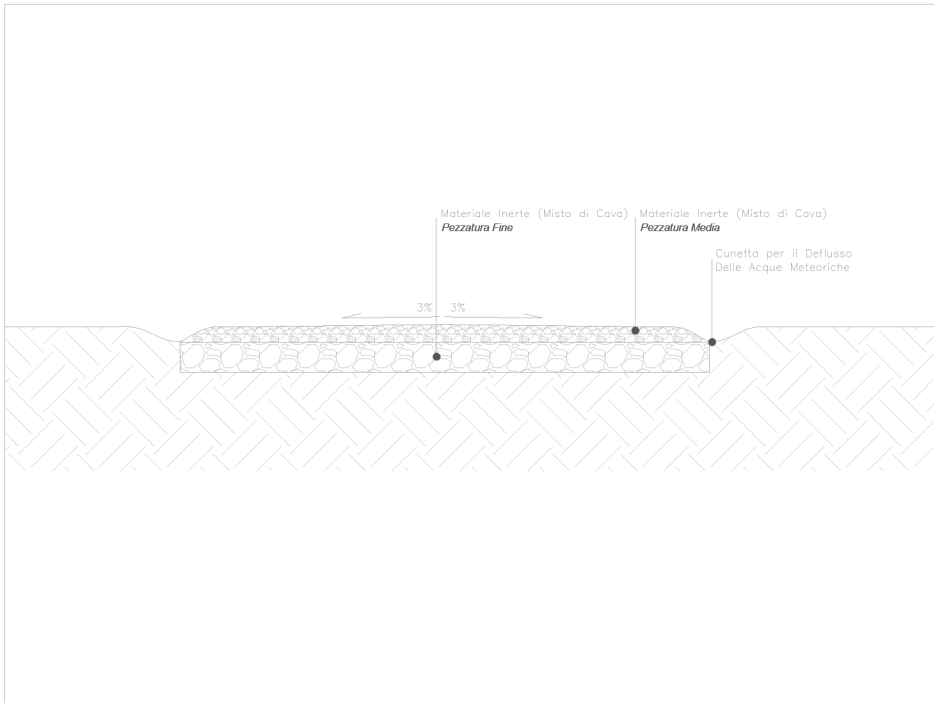 Materiale Inerte (Misto di Cava)
Pezzatura Fine
Materiale Inerte (Misto di Cava)
Pezzatura Media
Cunetta per il Deflusso
Delle Acque Meteoriche
3% 3%